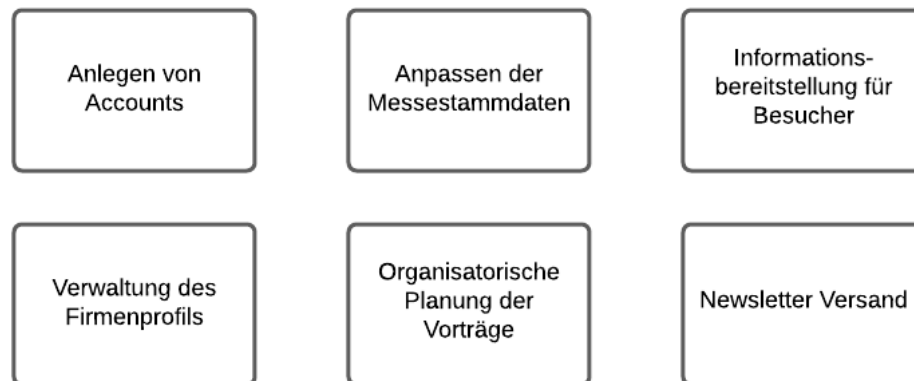 Anlegen von
Accounts
Anpassen der
Messestammdaten
Informations-
bereitstellung für
Besucher
Verwaltung des
Firmenprofils
Organisatorische
Planung der
Vorträge
Newsletter Versand